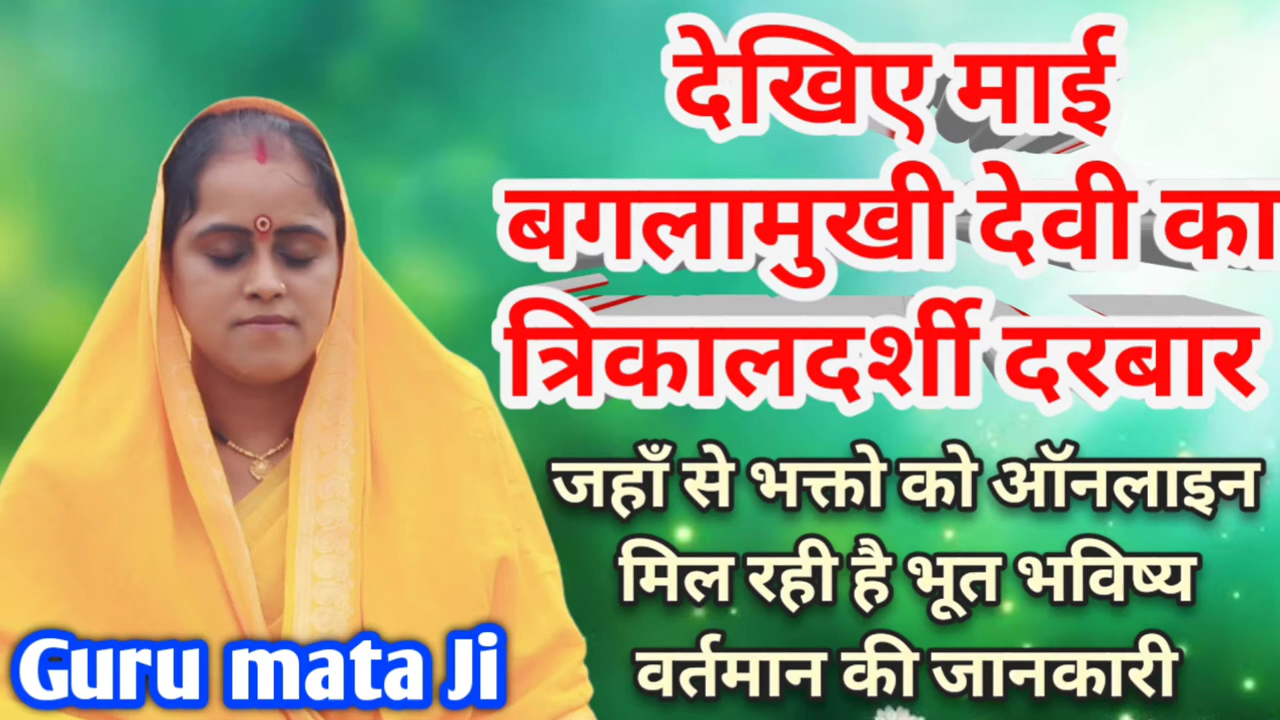 देखिए माई
बगलामुखी देवी का
त्रिकालदर्शी दरबार
जहाँ से भक्तो को ऑनलाइन
मिल रही है भूत भविष्य
वर्तमान की जानकारी
Guru mata Ji